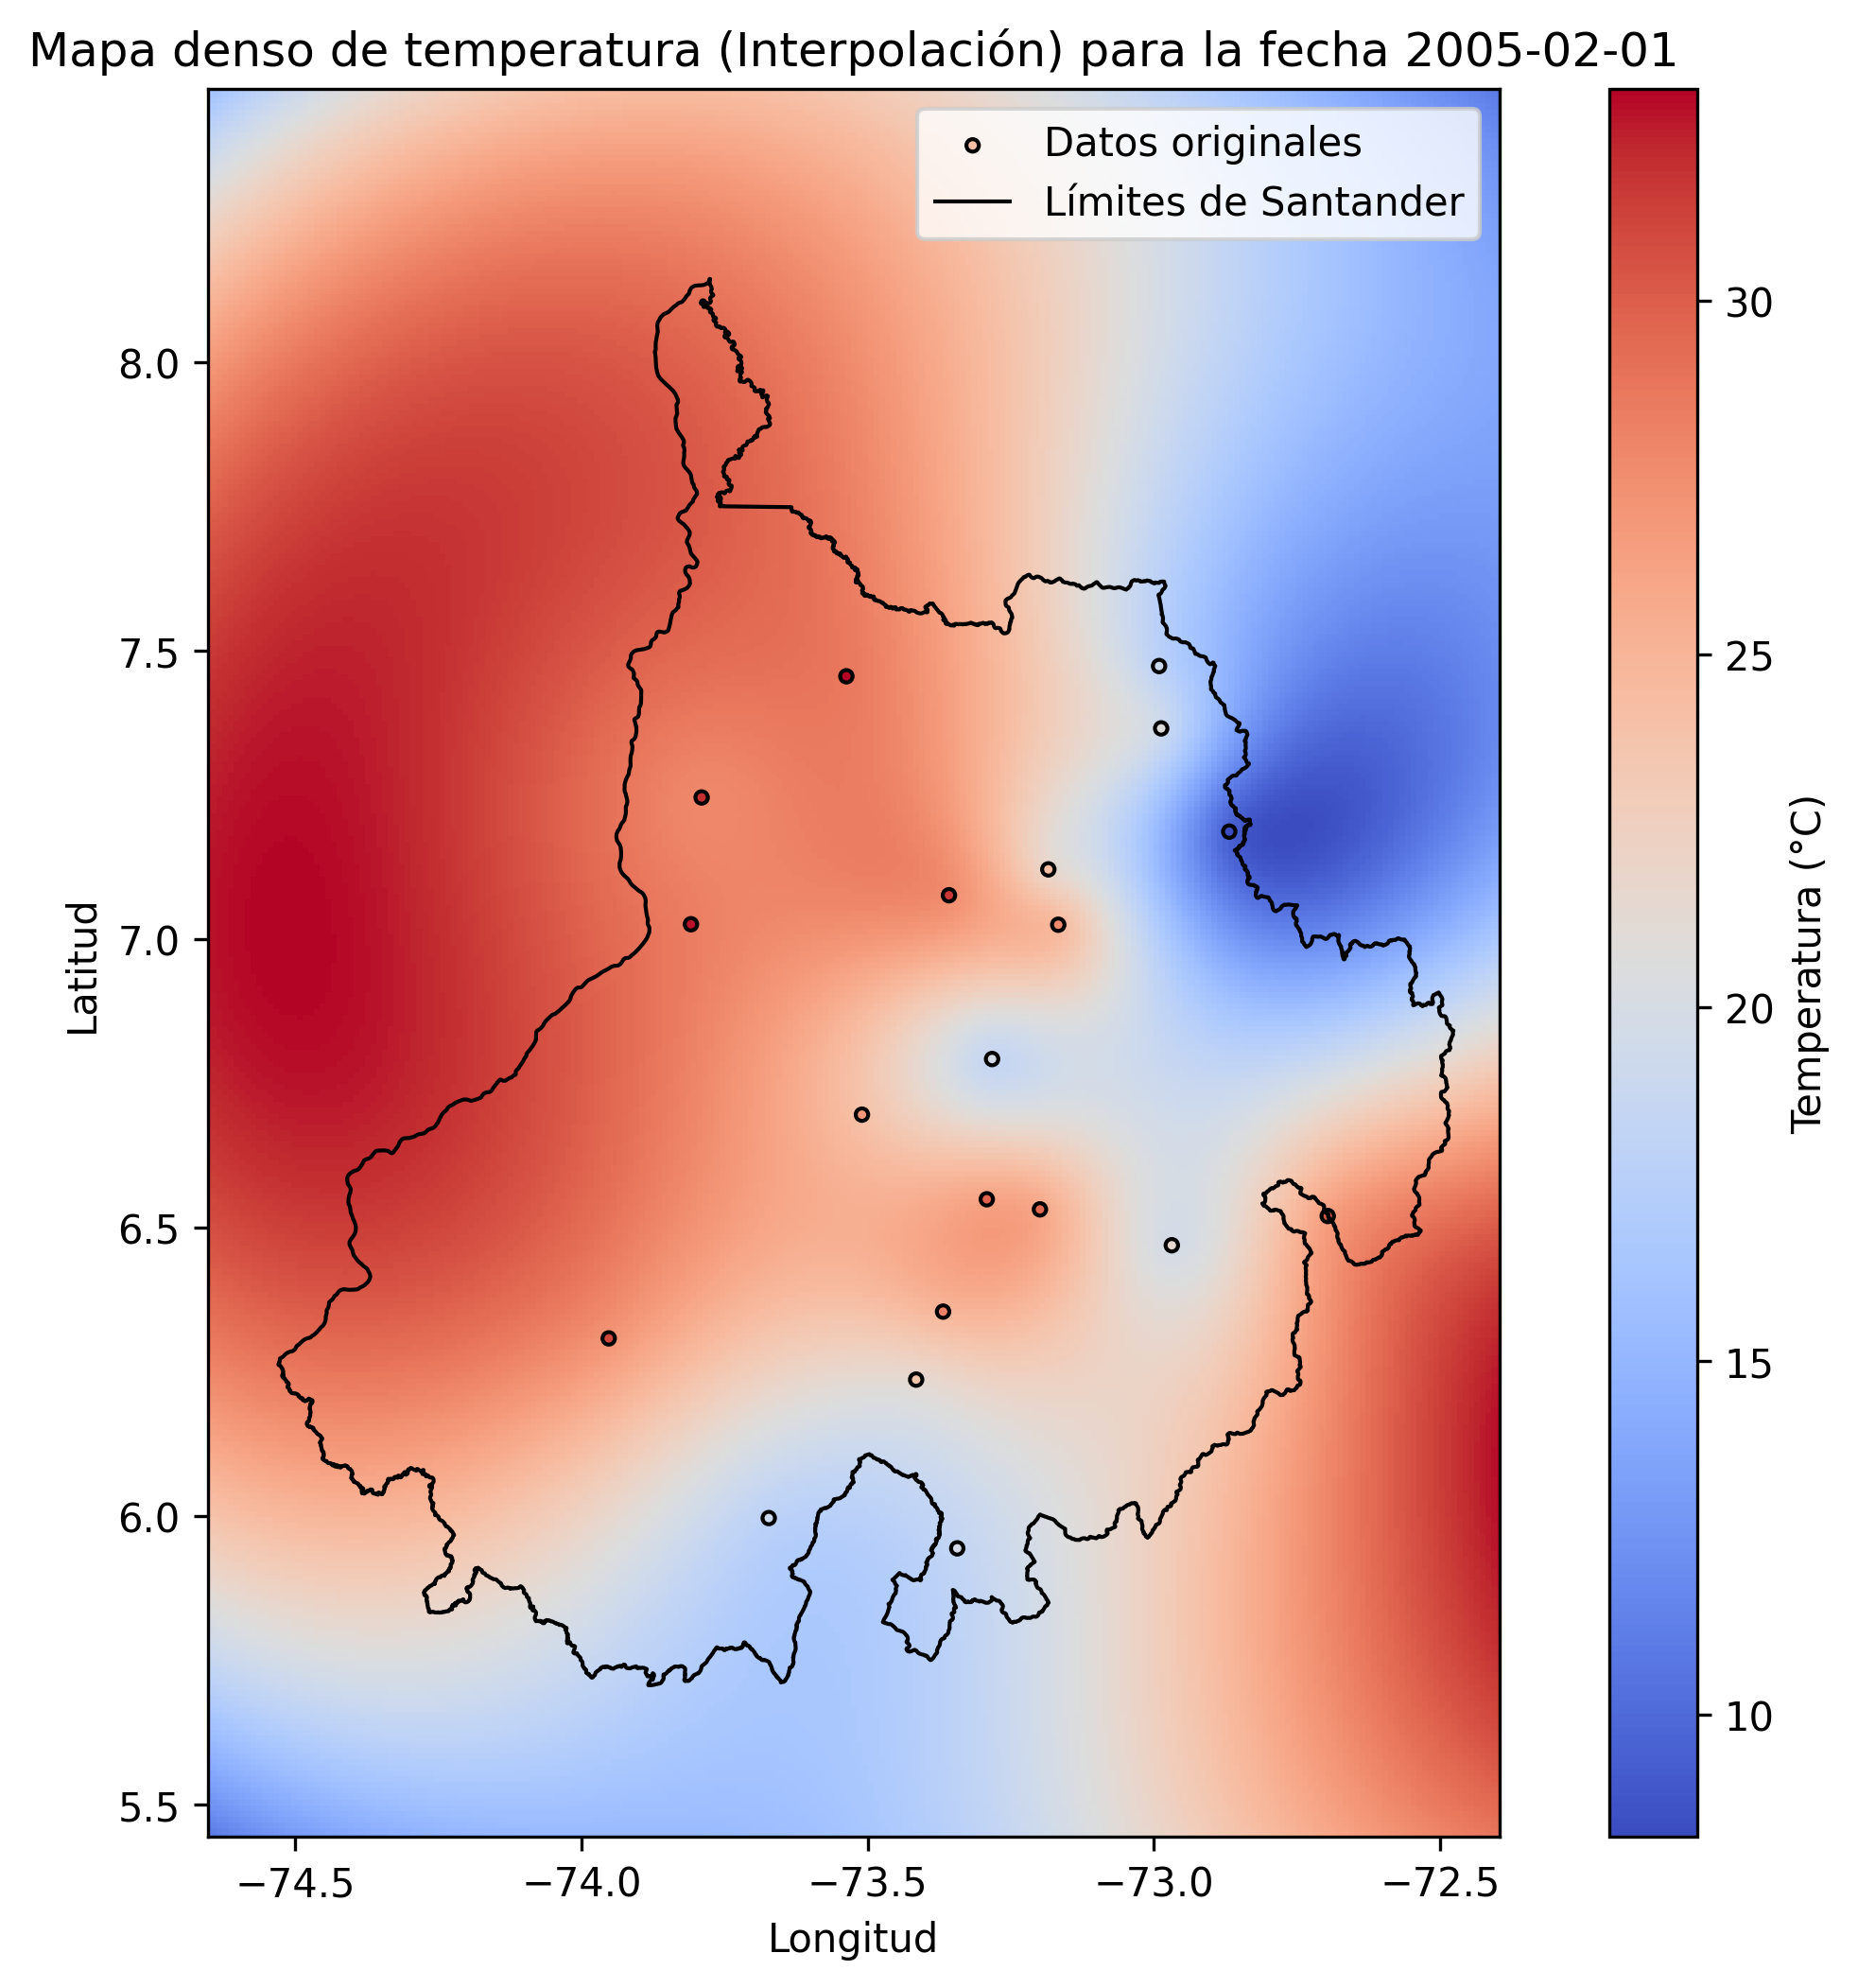 Mapa denso de temperatura (Interpolación) para la fecha 2005-02-01
Datos originales
Límites de Santander
8.0
7.5
7.0
6.5
6.0
5.5
Latitud
−74.5
−74.0
−73.5
−73.0
−72.5
Longitud
30
25
20
15
10
Temperatura (°C)